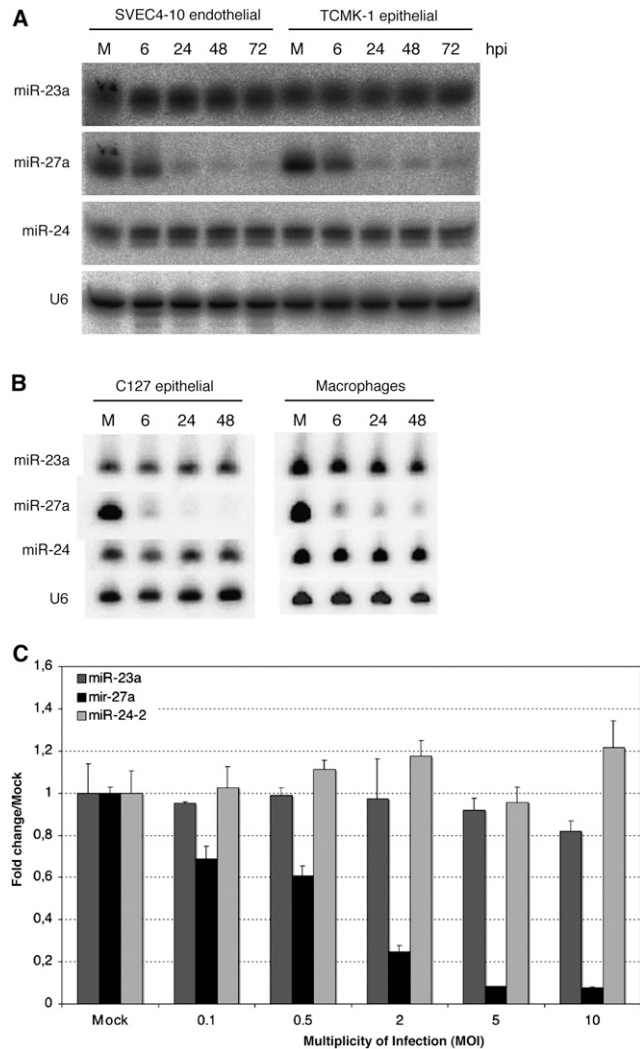 A
SVEC4-10 endothelial TCMK-1 epithelial
M 6 24 48 72 M 6 24 48 72 hpi
miR-23a
miR-27a
miR-24
U6
B
C127 epithelial Macrophages
M 6 24 48 M 6 24 48
miR-23a
miR-27a
miR-24
U6
C
1,6
1,4
1,2
1
0,8
0,6
0,4
0,2
0
Fold change/Mock
miR-23a
mir-27a
miR-24-2
Mock 0.1 0.5 2 5 10
Multiplicity of Infection (MOI)